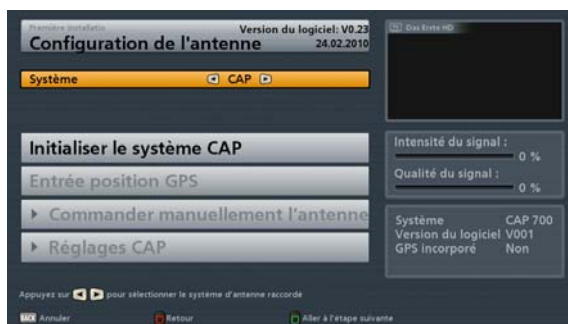 Première installatio
Version du logiciel: V0.23
Configuration de l'antenne
24.02.2010
Das Erste HD
Système
CAP
Initialiser le système CAP
Entrée position GPS
Commander manuellement l'antenne
Réglages CAP
Intensité du signal :
0 %
Qualité du signal :
0 %
Système CAP 700
Version du logiciel V001
GPS incorporé Non
Appuyez sur pour sélectionner le système d'antenne raccordé
BACK Annuler
Retour
Aller à l'étape suivante